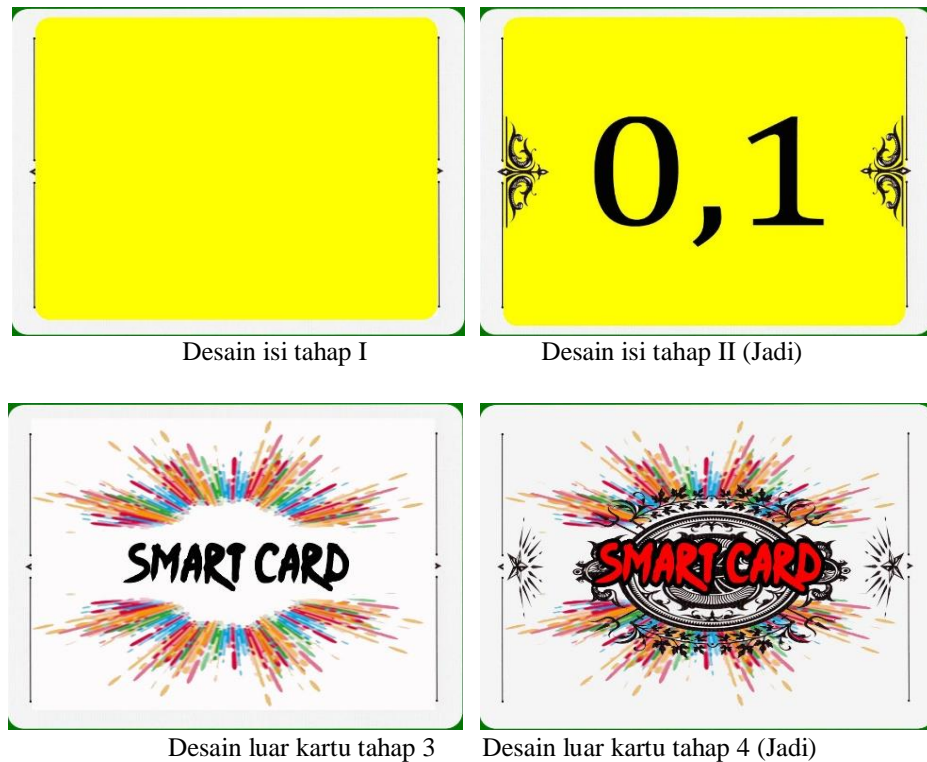 0,1
Desain isi tahap I
Desain isi tahap II (Jadi)
SMART CARD
SMART CARD
Desain luar kartu tahap 3
Desain luar kartu tahap 4 (Jadi)